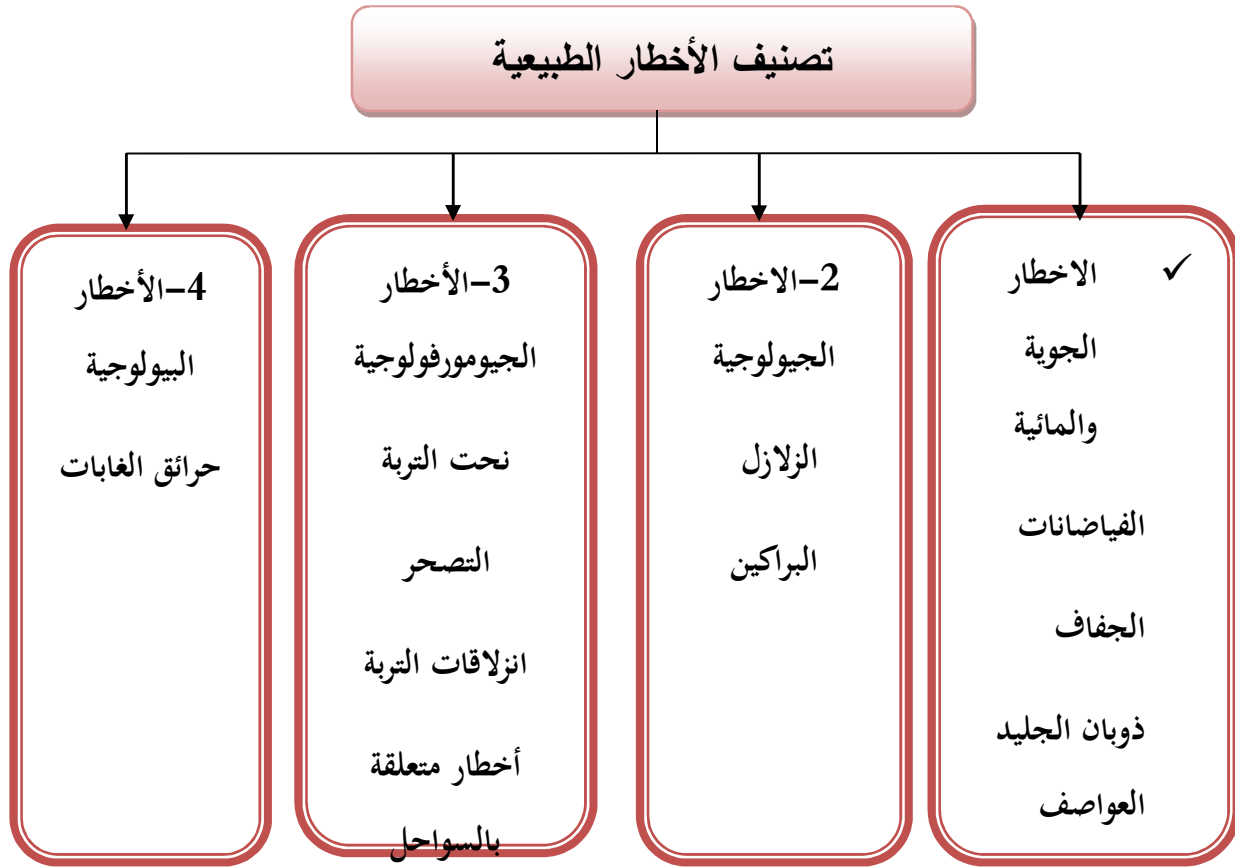 تصنيف الأخطار الطبيعية
✓ الاخطار
الجوية
والمائية
الفياضانات
الجفاف
ذوبان الجليد
العواصف
2-الاخطار
الجيولوجية
الزلازل
البراكين
3-الأخطار
الجيومورفولوجية
نحت التربة
التصحر
انزلاقات التربة
أخطار متعلقة
بالسواحل
4-الأخطار
البيولوجية
حرائق الغابات